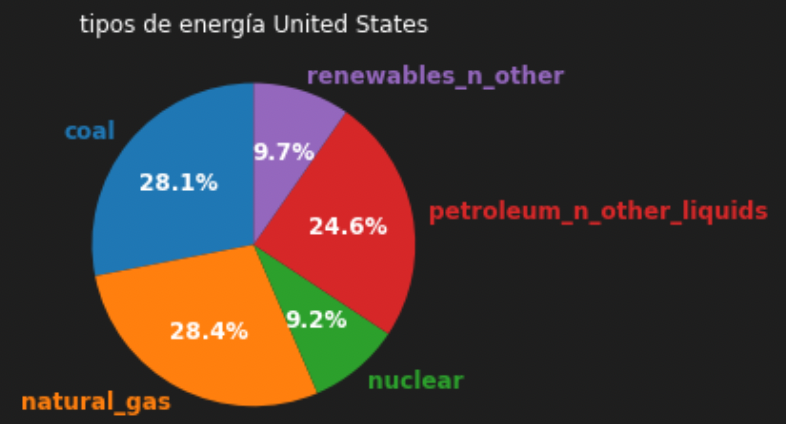 tipos de energía United States
renewables_n_other
coal
9.7%
28.1%
petroleum_n_other_liquids
24.6%
9.2%
28.4%
nuclear
natural_gas